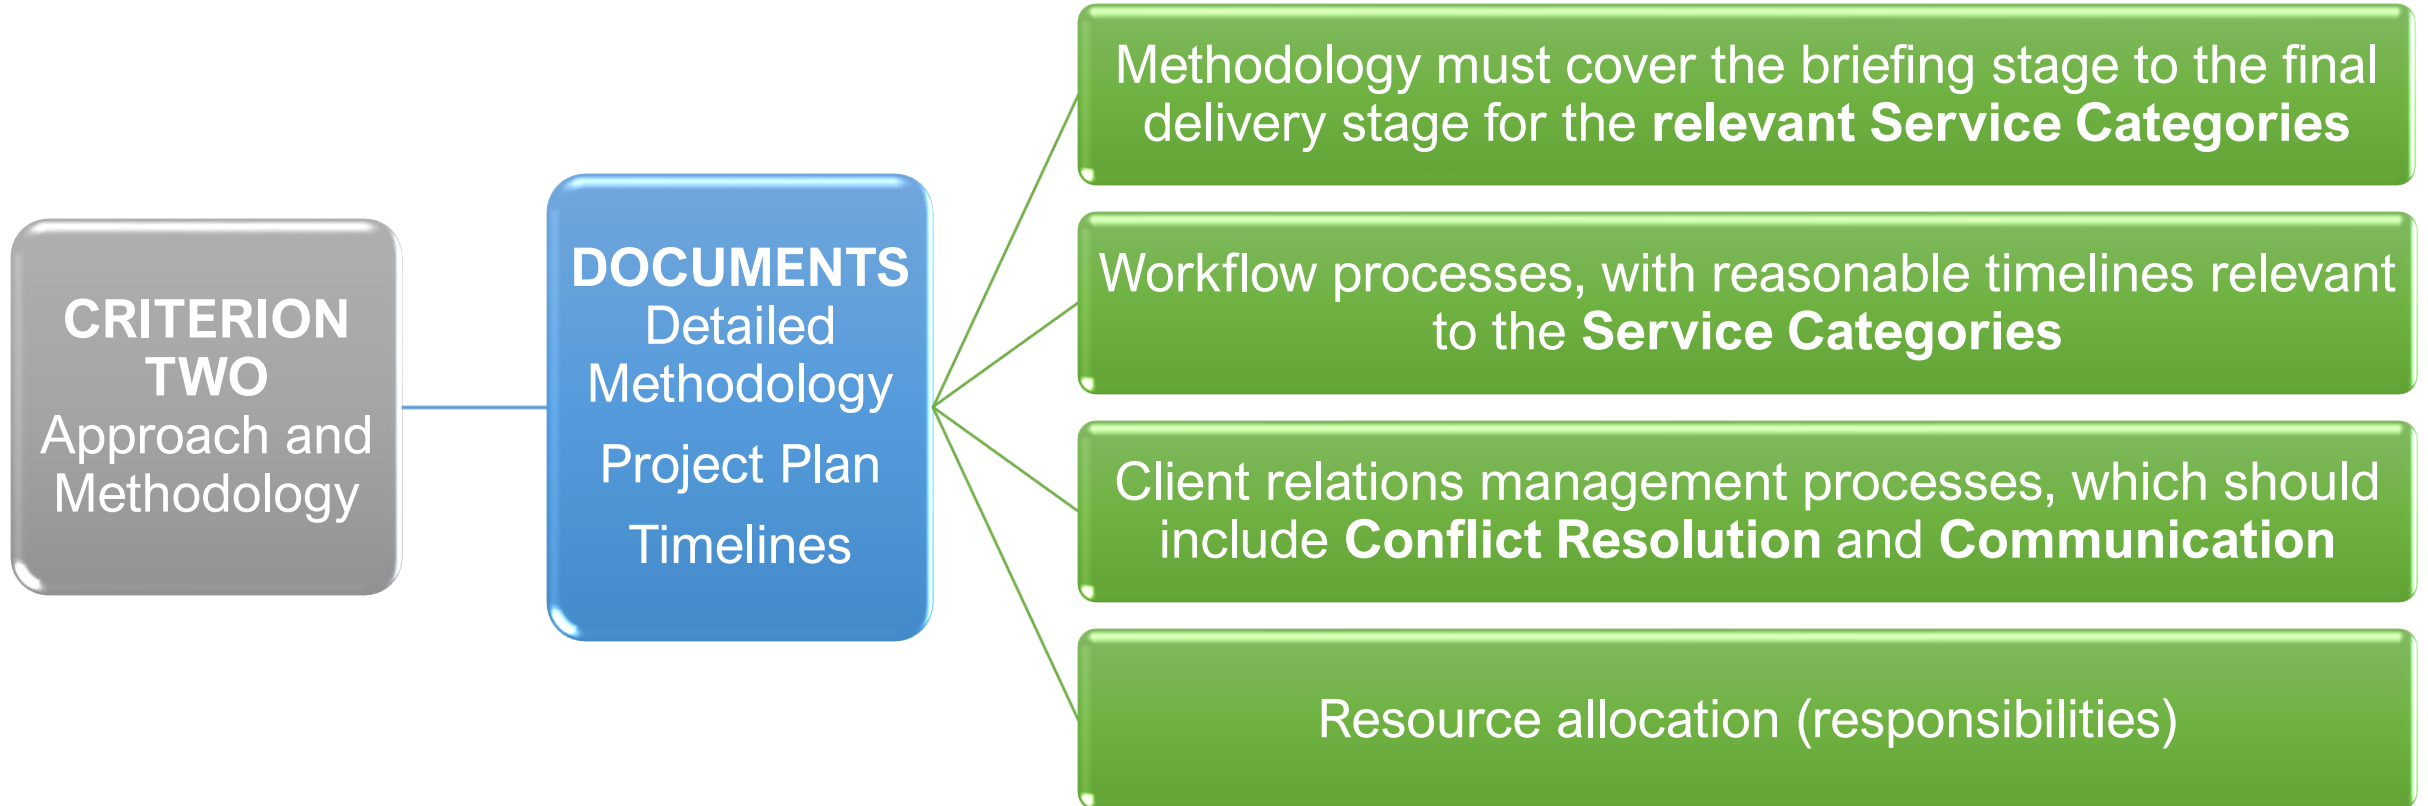 CRITERION
TWO
Approach and
Methodology
DOCUMENTS
Detailed
Methodology
Project Plan
Timelines
Methodology must cover the briefing stage to the final
delivery stage for the relevant Service Categories
Workflow processes, with reasonable timelines relevant
to the Service Categories
Client relations management processes, which should
include Conflict Resolution and Communication
Resource allocation (responsibilities)